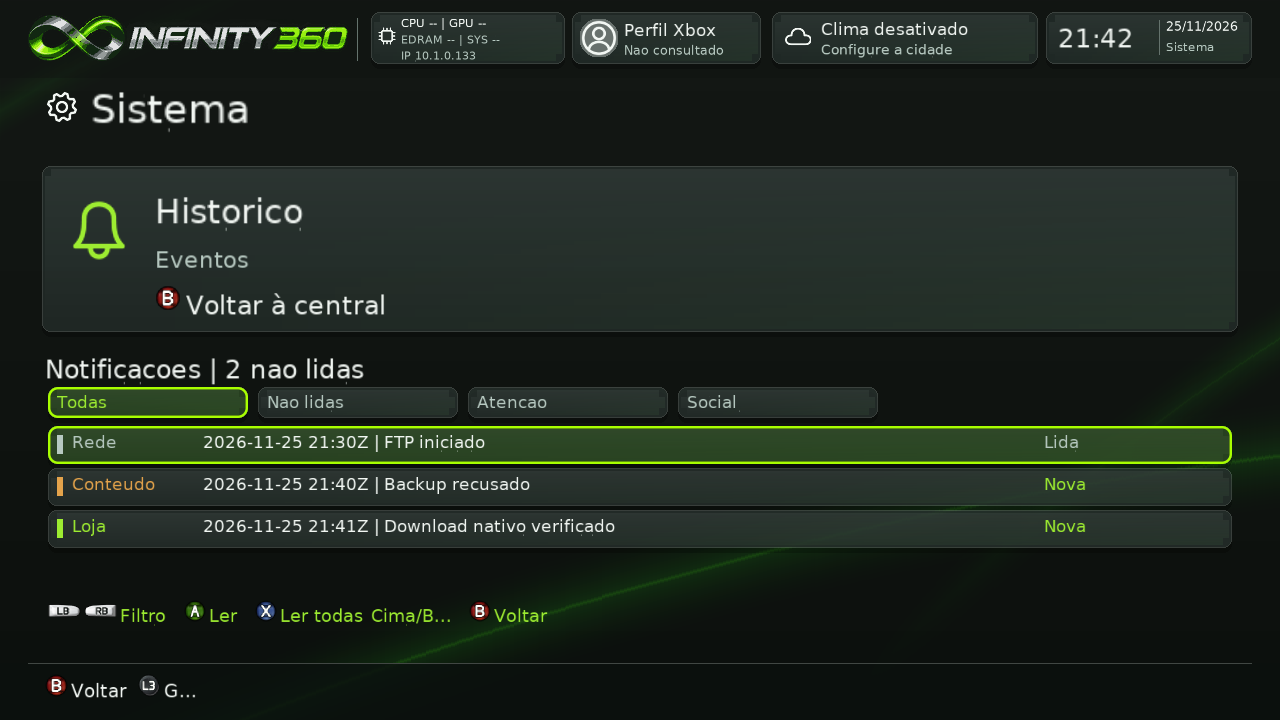 INFINITY 360
CPU -- | GPU --
EDRAM -- | SYS --
IP 10.1.0.133
Perfil Xbox
Nao consultado
Clima desativado
Configure a cidade
21:42
25/11/2026
Sistema
Sistema
Historico
Eventos
B Voltar à central
Notificacoes | 2 nao lidas
Todas Nao lidas Atencao Social
Rede 2026-11-25 21:30Z | FTP iniciado Lida
Conteudo 2026-11-25 21:40Z | Backup recusado Nova
Loja 2026-11-25 21:41Z | Download nativo verificado Nova
LB RB Filtro A Ler X Ler todas Cima/B... B Voltar
B Voltar L3 G...